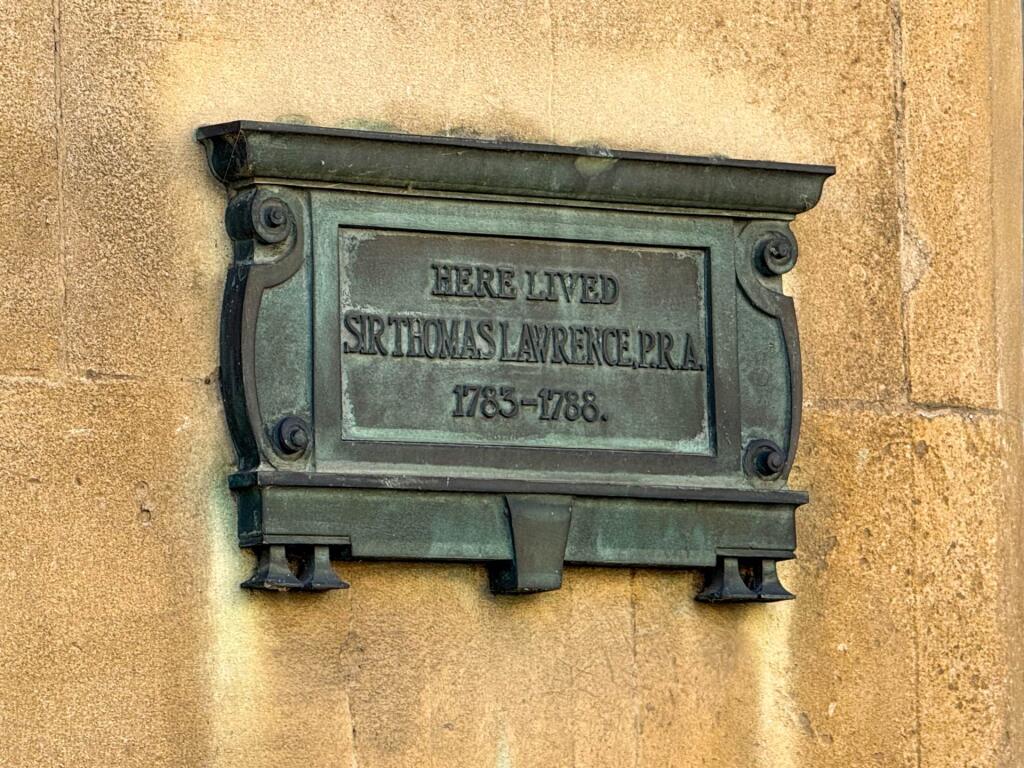 HERE LIVED
SIR THOMAS LAWRENCE, P.R.A.
1783-1788.